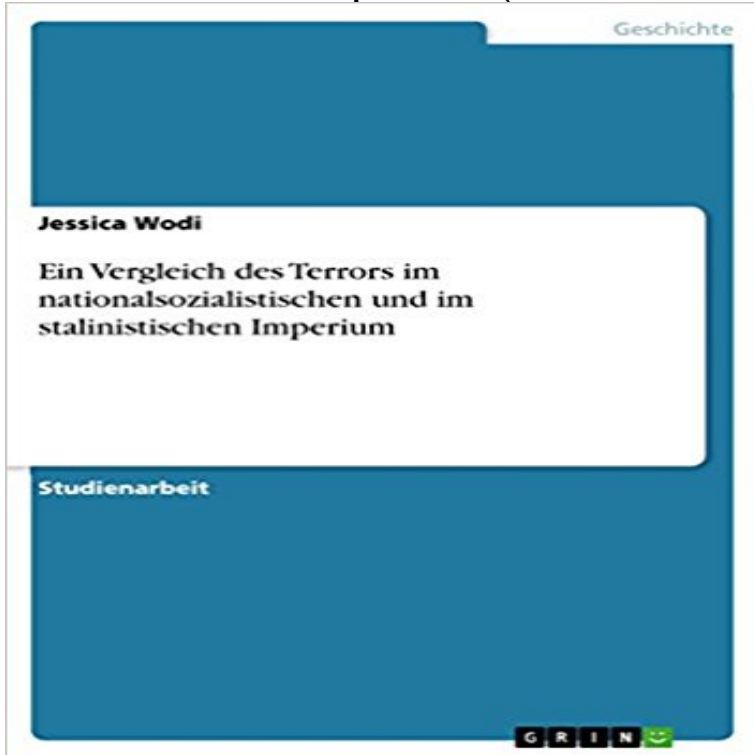 Geschichte
Jessica Wodi
Ein Vergleich des Terrors im
nationalsozialistischen und im
stalinistischen Imperium
Studienarbeit
GRIN